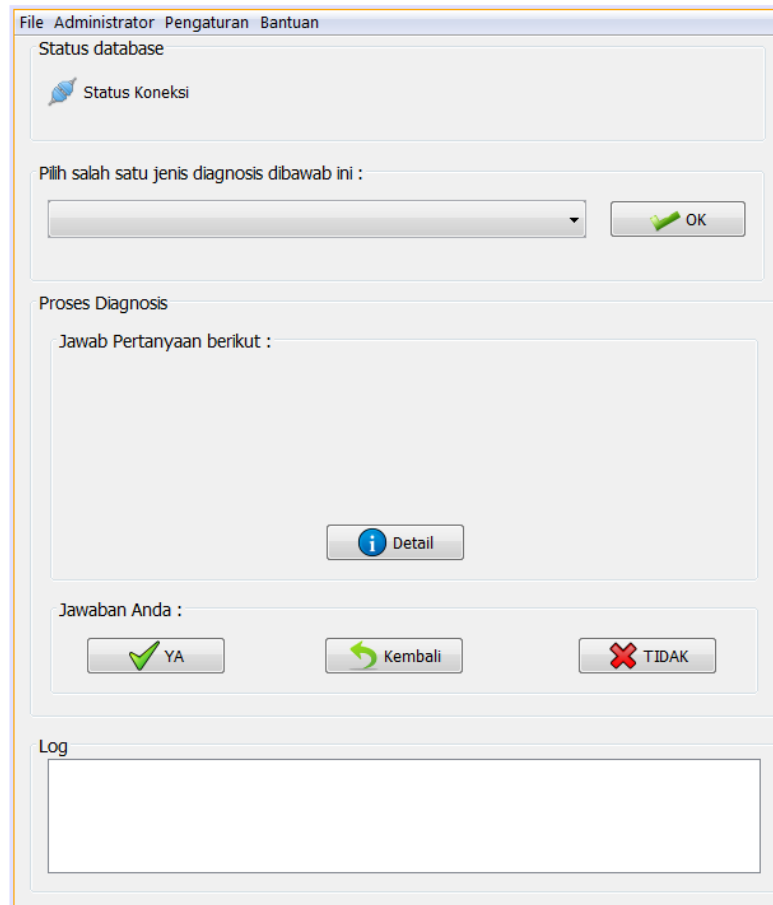 File Administrator Pengaturan Bantuan
Status database
Status Koneksi
Pilih salah satu jenis diagnosis dibawab ini :
OK
Proses Diagnosis
Jawab Pertanyaan berikut :
Detail
Jawaban Anda :
YA Kembali TIDAK
Log